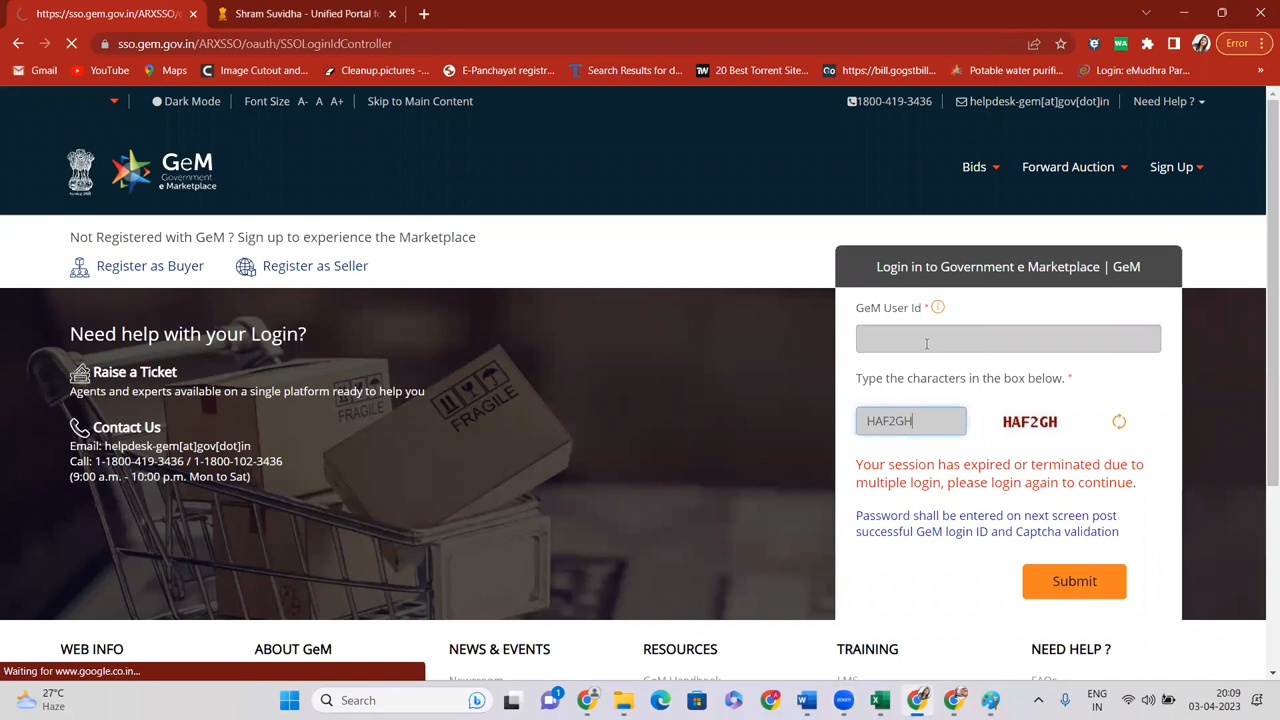 https://sso.gem.gov.in/ARXSSO/
Shram Suvidha - Unified Portal f
sso.gem.gov.in/ARXSSO/oauth/SSOLoginIdController
Error
Gmail
YouTube
Maps
Image Cutout and...
Cleanup.pictures -...
E-Panchayat registr...
Search Results for d...
20 Best Torrent Site...
https://bill.gogstbill...
Potable water purifi...
Login: eMudhra Par...
Dark Mode
Font Size A- A A+
Skip to Main Content
1800-419-3436
helpdesk-gem[at]gov[dot]in
Need Help ?
GeM
Government
e Marketplace
Bids
Forward Auction
Sign Up
Not Registered with GeM ? Sign up to experience the Marketplace
Register as Buyer
Register as Seller
Login in to Government e Marketplace | GeM
GeM User Id *
Need help with your Login?
Raise a Ticket
Agents and experts available on a single platform ready to help you
Contact Us
Email: helpdesk-gem[at]gov[dot]in
Call: 1-1800-419-3436 / 1-1800-102-3436
(9:00 a.m. - 10:00 p.m. Mon to Sat)
FRAGILE
FRAGILE
Type the characters in the box below. *
HAF2GH
HAF2GH
Your session has expired or terminated due to
multiple login, please login again to continue.
Password shall be entered on next screen post
successful GeM login ID and Captcha validation
Submit
WEB INFO
ABOUT GeM
NEWS & EVENTS
RESOURCES
TRAINING
NEED HELP ?
Newsroom
GeM Handbook
LMS
FAQs
Waiting for www.google.co.in...
27°C
Haze
Search
1
zoom
ENG
IN
20:09
03-04-2023